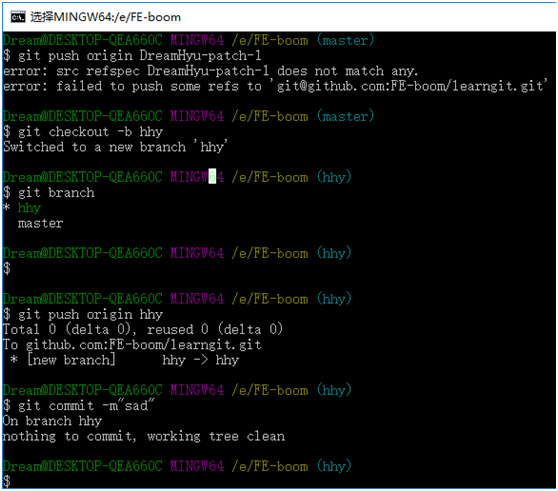 选择MINGW64:/e/FE-boom
Dream@DESKTOP-QEA660C MINGW64 /e/FE-boom (master)
$ git push origin DreamHyu-patch-1
error: src refspec DreamHyu-patch-1 does not match any.
error: failed to push some refs to 'git@github.com:FE-boom/learngit.git'
Dream@DESKTOP-QEA660C MINGW64 /e/FE-boom (master)
$ git checkout -b hhy
Switched to a new branch 'hhy'
Dream@DESKTOP-QEA660C MINGW64 /e/FE-boom (hhy)
$ git branch
* hhy
master
Dream@DESKTOP-QEA660C MINGW64 /e/FE-boom (hhy)
$
Dream@DESKTOP-QEA660C MINGW64 /e/FE-boom (hhy)
$ git push origin hhy
Total 0 (delta 0), reused 0 (delta 0)
To github.com:FE-boom/learngit.git
* [new branch]      hhy -> hhy
Dream@DESKTOP-QEA660C MINGW64 /e/FE-boom (hhy)
$ git commit -m"sad"
On branch hhy
nothing to commit, working tree clean
Dream@DESKTOP-QEA660C MINGW64 /e/FE-boom (hhy)
$